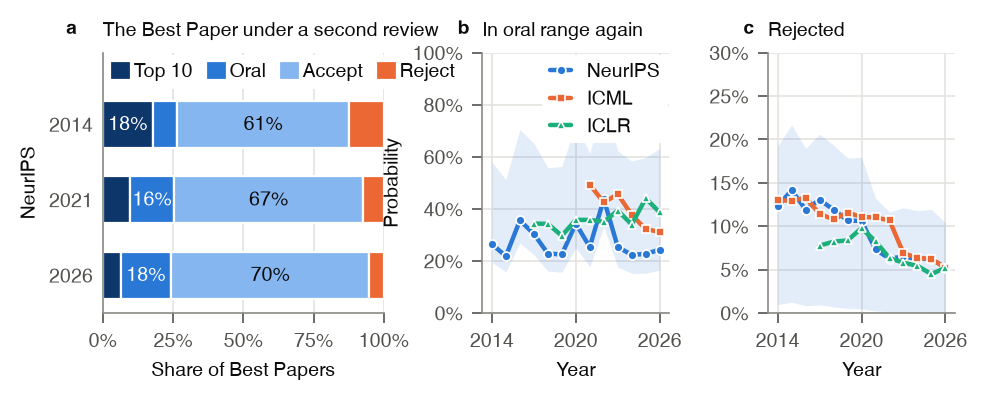 a The Best Paper under a second review
Top 10 Oral Accept Reject
NeurIPS
2014 18% 61%
2021 16% 67%
2026 18% 70%
0% 25% 50% 75% 100%
Share of Best Papers
b In oral range again
NeurIPS
ICML
ICLR
Probability
100%
80%
60%
40%
20%
0%
2014 2020 2026
Year
c Rejected
30%
25%
20%
15%
10%
5%
0%
2014 2020 2026
Year